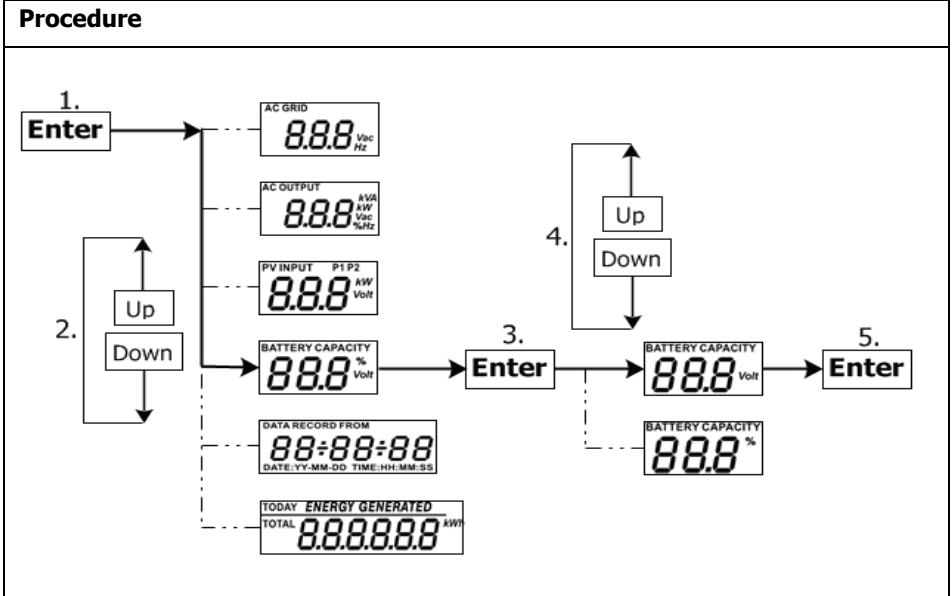 Procedure
1.
Enter
AC GRID
8.8.8 Vac
Hz
AC OUTPUT
8.8.8 kVA
kW
Vac
%Hz
PV INPUT P1 P2
8.8.8 kW
Volt
2.
Up
Down
BATTERY CAPACITY
88.8 %
Volt
3.
Enter
4.
Up
Down
BATTERY CAPACITY
88.8 Volt
5.
Enter
BATTERY CAPACITY
88.8 %
DATA RECORD FROM
88:88:88
DATE:YY-MM-DD TIME:HH:MM:SS
TODAY ENERGY GENERATED
TOTAL 8.8.8.8.8.8 kWh